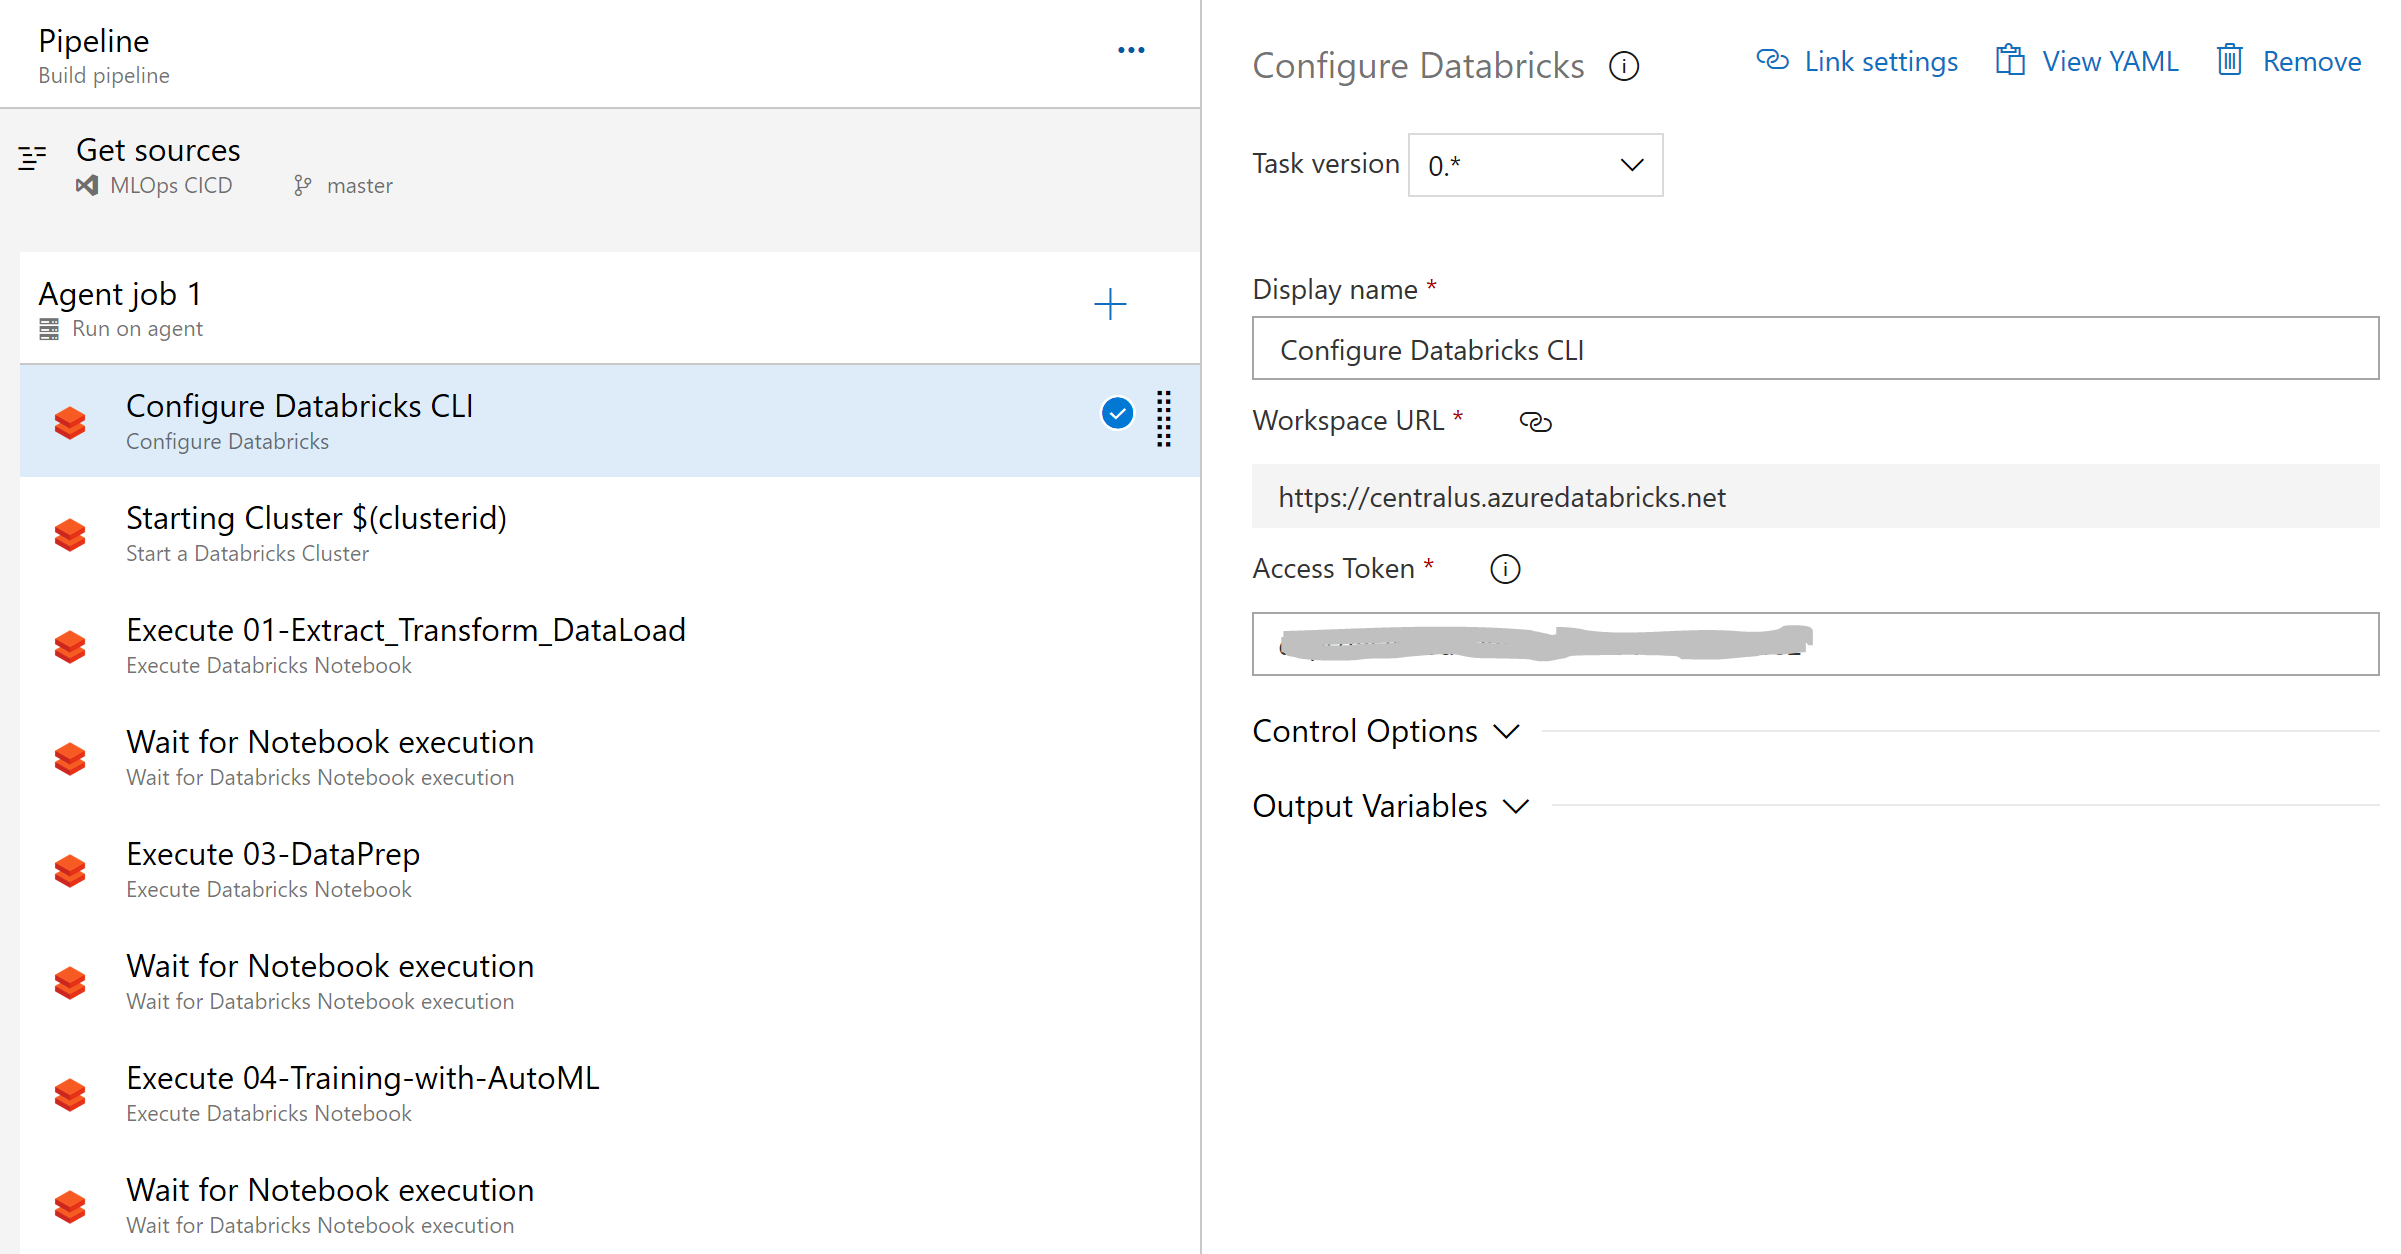 Pipeline
Build pipeline
Get sources
MLOps CICD master
Agent job 1
Run on agent
Configure Databricks CLI
Configure Databricks
Starting Cluster $(clusterid)
Start a Databricks Cluster
Execute 01-Extract_Transform_DataLoad
Execute Databricks Notebook
Wait for Notebook execution
Wait for Databricks Notebook execution
Execute 03-DataPrep
Execute Databricks Notebook
Wait for Notebook execution
Wait for Databricks Notebook execution
Execute 04-Training-with-AutoML
Execute Databricks Notebook
Wait for Notebook execution
Wait for Databricks Notebook execution
Configure Databricks Link settings View YAML Remove
Task version 0.*
Display name *
Configure Databricks CLI
Workspace URL *
https://centralus.azuredatabricks.net
Access Token *
Control Options
Output Variables